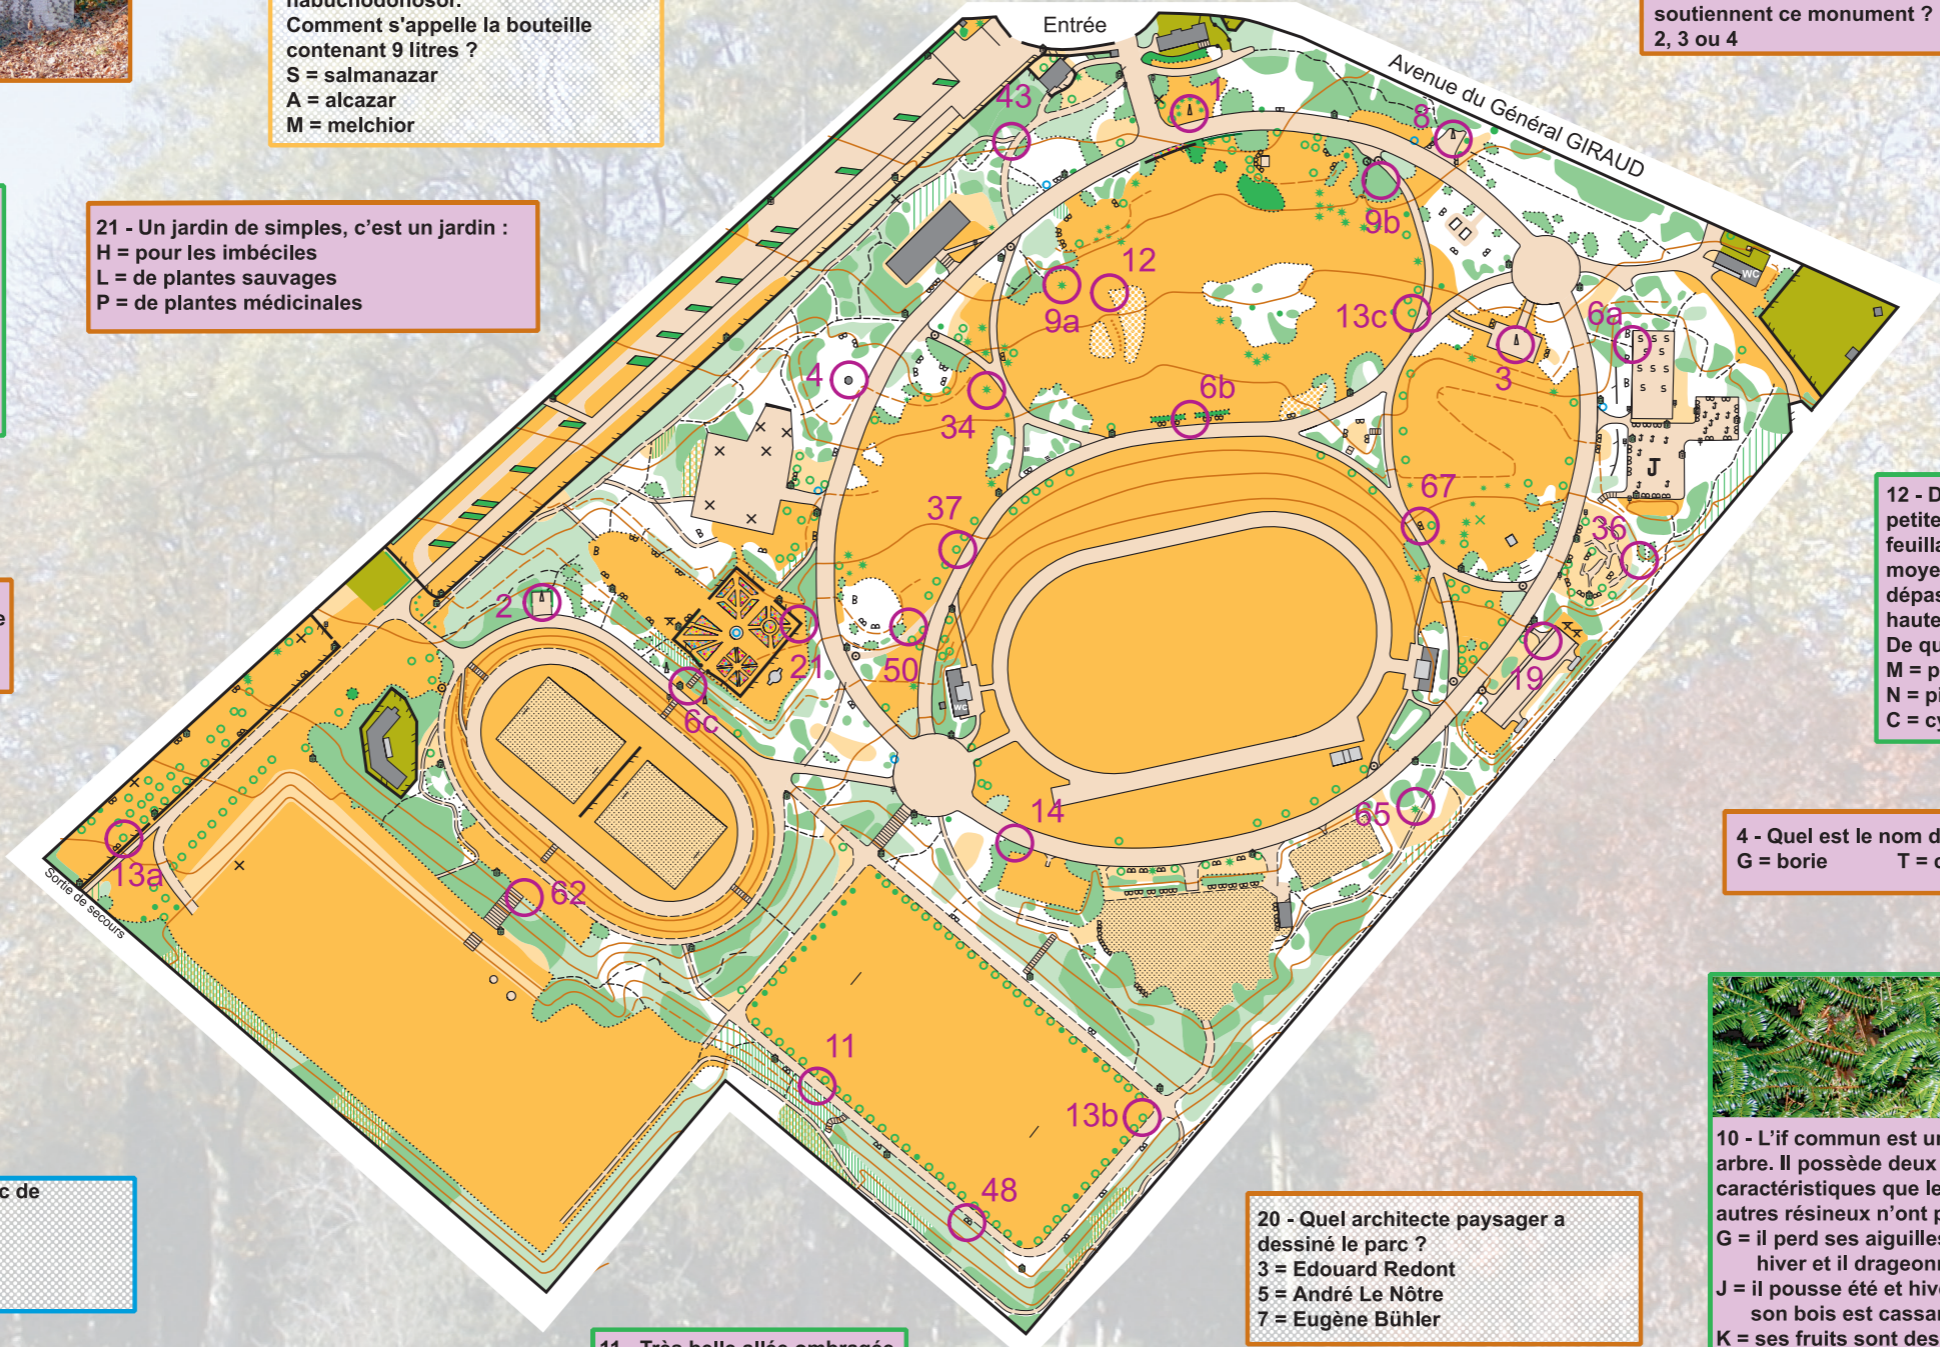 nabuchodonosor.
Comment s'appelle la bouteille
contenant 9 litres ?
S = salmanazar
A = alcazar
M = melchior
soutiennent ce monument ?
2, 3 ou 4
21 - Un jardin de simples, c'est un jardin :
H = pour les imbéciles
L = de plantes sauvages
P = de plantes médicinales
Entrée
Avenue du Général GIRAUD
43
1
8
9b
12
9a
13c
6a
WC
3
4
34
6b
J
37
67
36
2
21
50
6c
WC
19
14
65
13a
62
Sortie de secours
11
13b
48
12 - D
petite
feuilla
moye
dépas
haute
De qu
M = p
N = pi
C = cy
4 - Quel est le nom d
G = borie T = c
10 - L'if commun est un
arbre. Il possède deux
caractéristiques que le
autres résineux n'ont p
G = il perd ses aiguilles
hiver et il drageonn
J = il pousse été et hive
son bois est cassan
K = ses fruits sont des
c de
20 - Quel architecte paysager a
dessiné le parc ?
3 = Edouard Redont
5 = André Le Nôtre
7 = Eugène Bühler
11 - Très belle allée ombragée